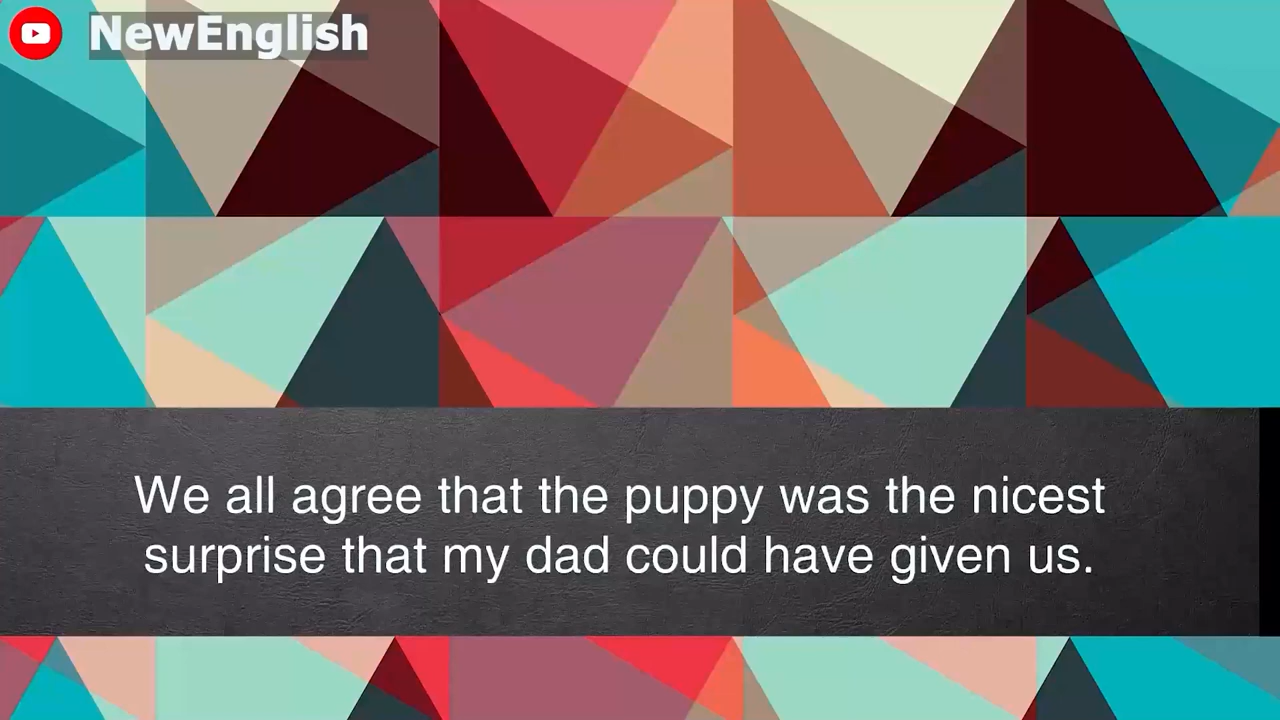 NewEnglish
We all agree that the puppy was the nicest
surprise that my dad could have given us.